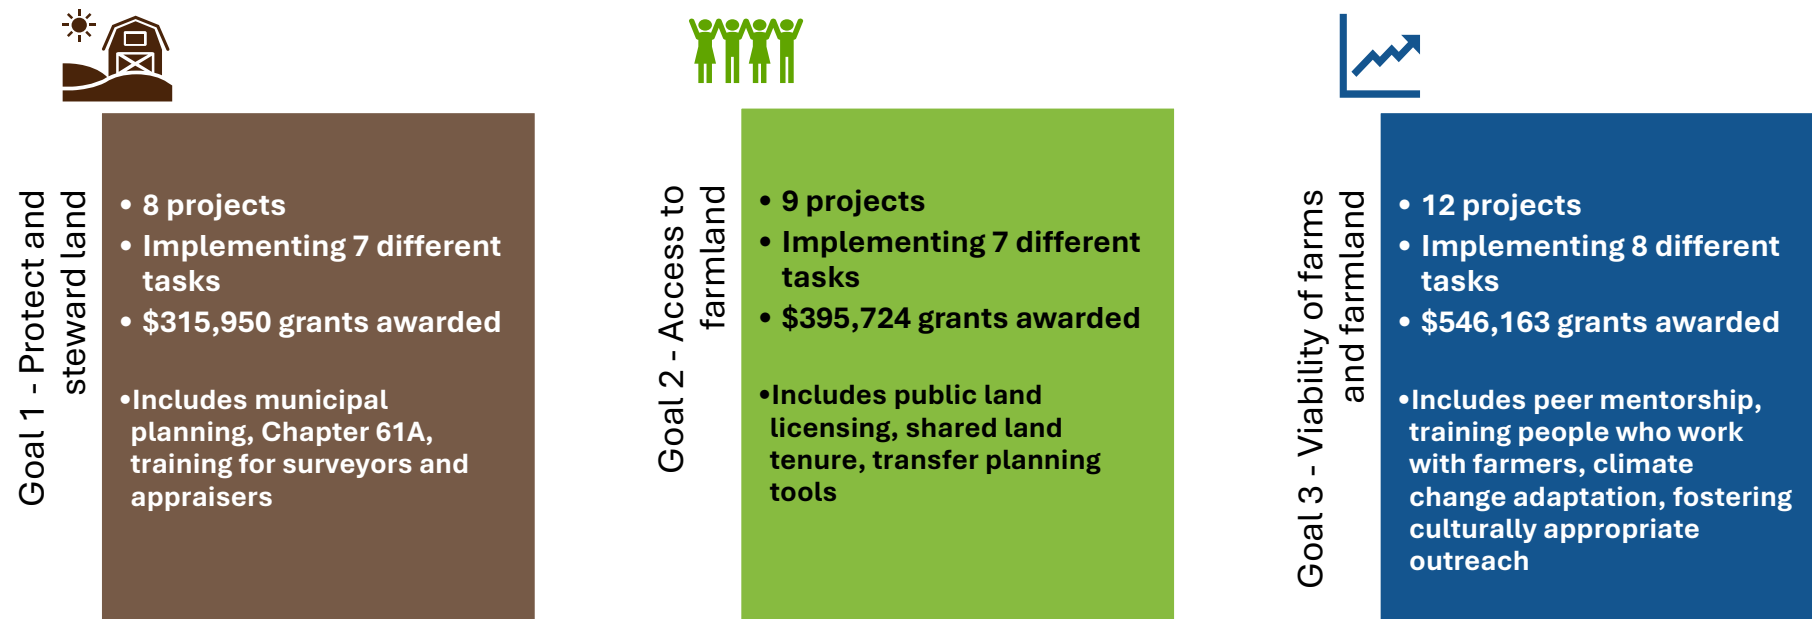 Goal 1 - Protect and
steward land
• 8 projects
• Implementing 7 different
tasks
• $315,950 grants awarded
•Includes municipal
planning, Chapter 61A,
training for surveyors and
appraisers
Goal 2 - Access to
farmland
• 9 projects
• Implementing 7 different
tasks
• $395,724 grants awarded
•Includes public land
licensing, shared land
tenure, transfer planning
tools
Goal 3 - Viability of farms
and farmland
• 12 projects
• Implementing 8 different
tasks
• $546,163 grants awarded
•Includes peer mentorship,
training people who work
with farmers, climate
change adaptation, fostering
culturally appropriate
outreach